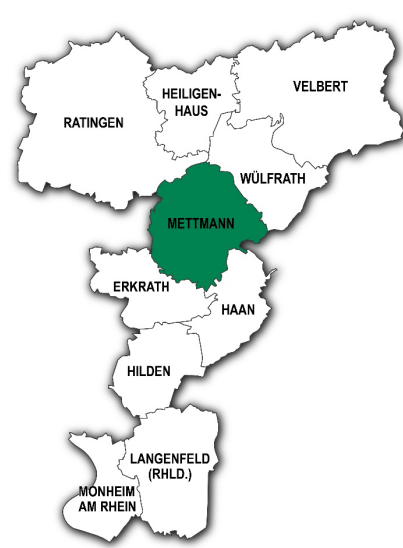 VELBERT
HEILIGEN-
HAUS
RATINGEN
WÜLFRATH
METTMANN
ERKRATH
HAAN
HILDEN
LANGENFELD
(RHLD.)
MONHEIM
AM RHEIN